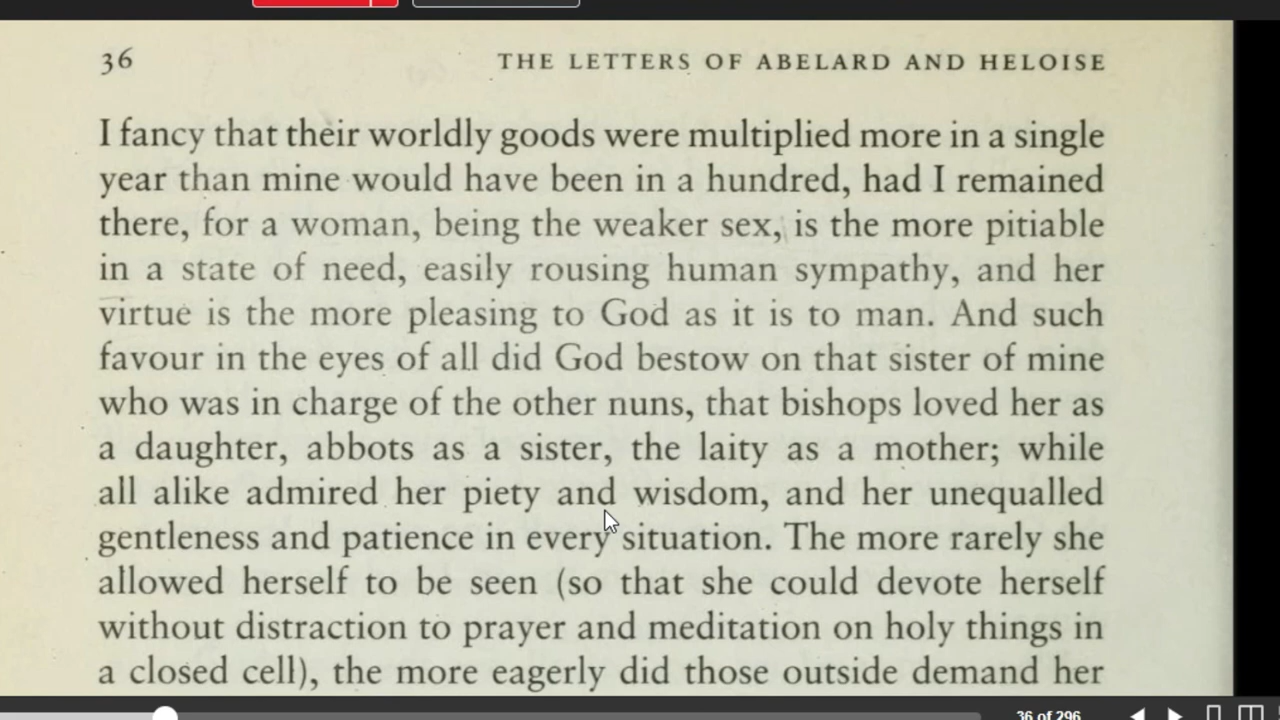 36 THE LETTERS OF ABELARD AND HELOISE
I fancy that their worldly goods were multiplied more in a single
year than mine would have been in a hundred, had I remained
there, for a woman, being the weaker sex, is the more pitiable
in a state of need, easily rousing human sympathy, and her
virtue is the more pleasing to God as it is to man. And such
favour in the eyes of all did God bestow on that sister of mine
who was in charge of the other nuns, that bishops loved her as
a daughter, abbots as a sister, the laity as a mother; while
all alike admired her piety and wisdom, and her unequalled
gentleness and patience in every situation. The more rarely she
allowed herself to be seen (so that she could devote herself
without distraction to prayer and meditation on holy things in
a closed cell), the more eagerly did those outside demand her
36 of 296